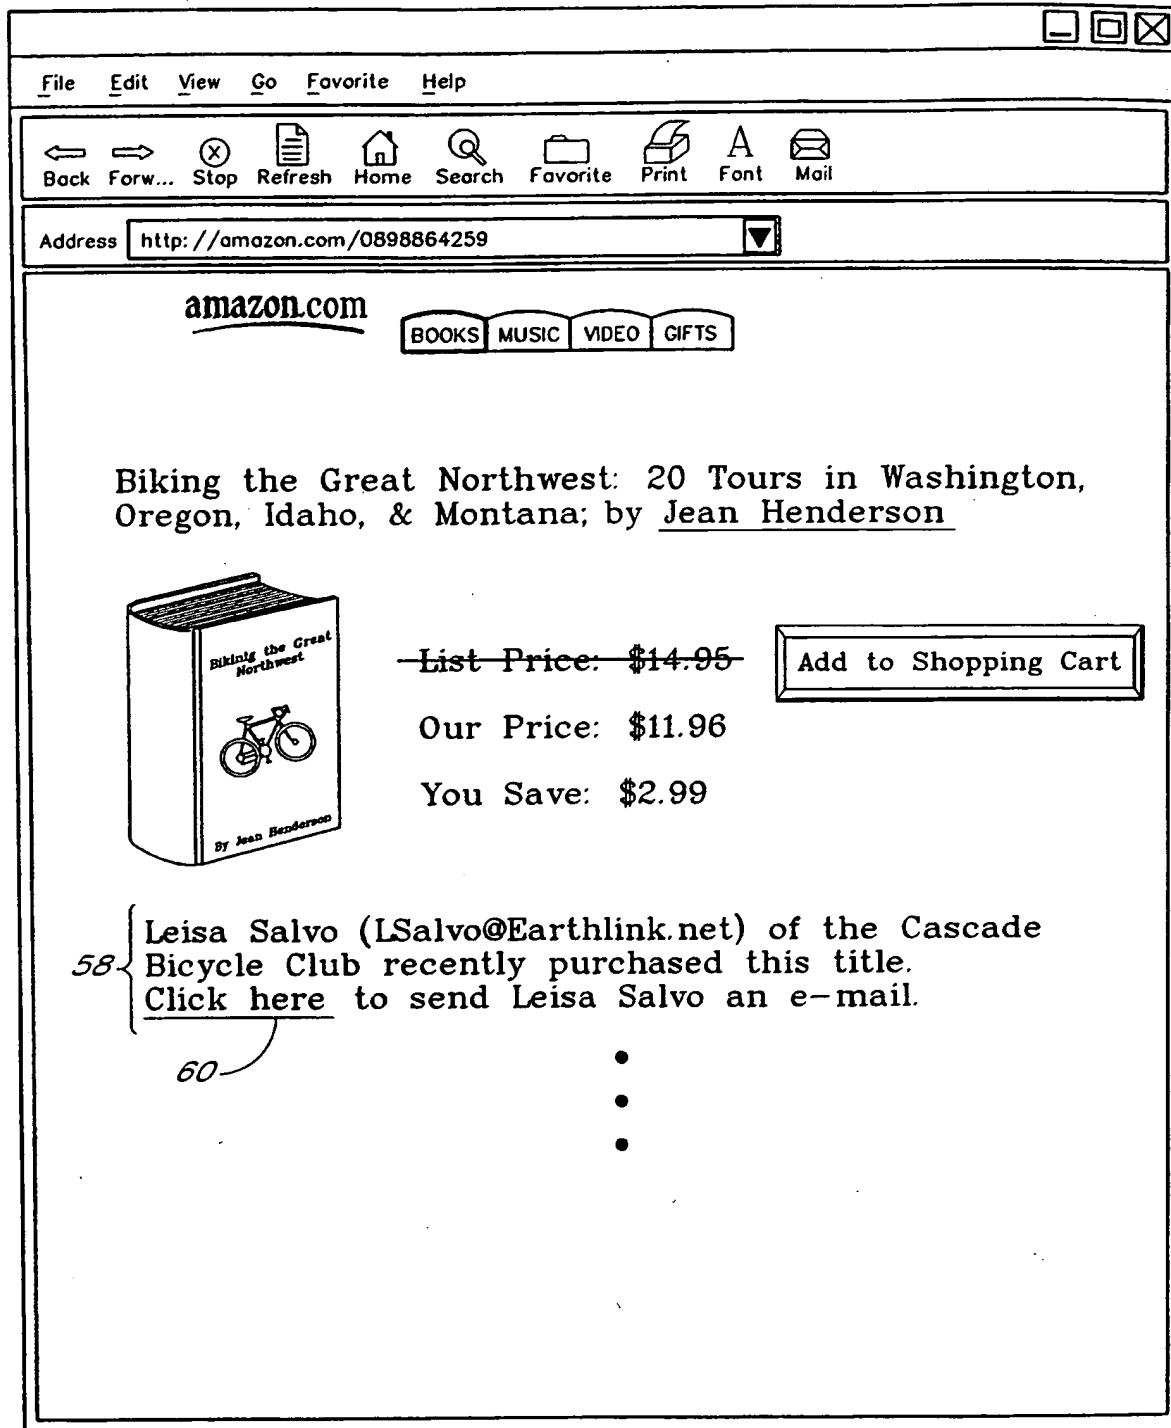 File Edit View Go Favorite Help
Back Forw... Stop Refresh Home Search Favorite Print Font Mail
Address http://amazon.com/0898864259
amazon.com
BOOKS MUSIC VIDEO GIFTS
Biking the Great Northwest: 20 Tours in Washington,
Oregon, Idaho, & Montana; by Jean Henderson
Bikintg the Great
Northwest
By Jean Henderson
List Price: $14.95
Add to Shopping Cart
Our Price: $11.96
You Save: $2.99
Leisa Salvo (LSalvo@Earthlink.net) of the Cascade
58 Bicycle Club recently purchased this title.
Click here to send Leisa Salvo an e-mail.
60